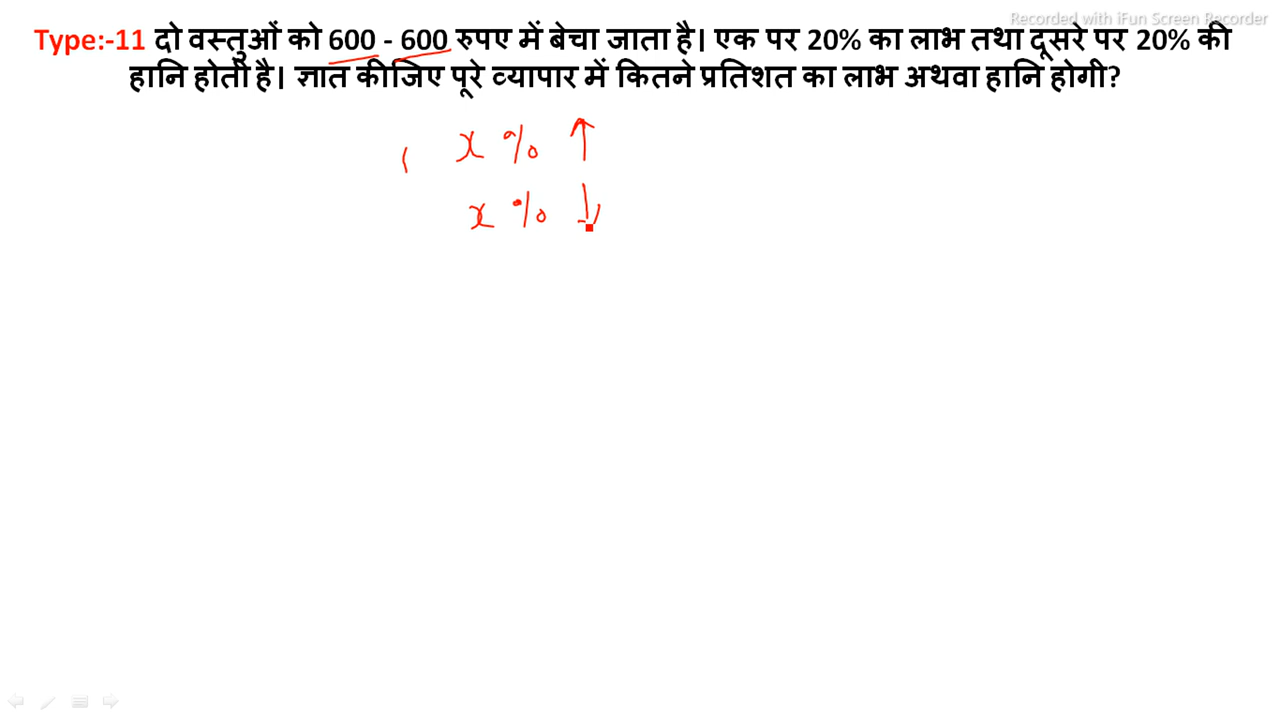 Recorded with iFun Screen Recorder
Type:-11 दो वस्तुओं को 600 - 600 रुपए में बेचा जाता है। एक पर 20% का लाभ तथा दूसरे पर 20% की
हानि होती है। ज्ञात कीजिए पूरे व्यापार में कितने प्रतिशत का लाभ अथवा हानि होगी?
x % ↑
x % ↓